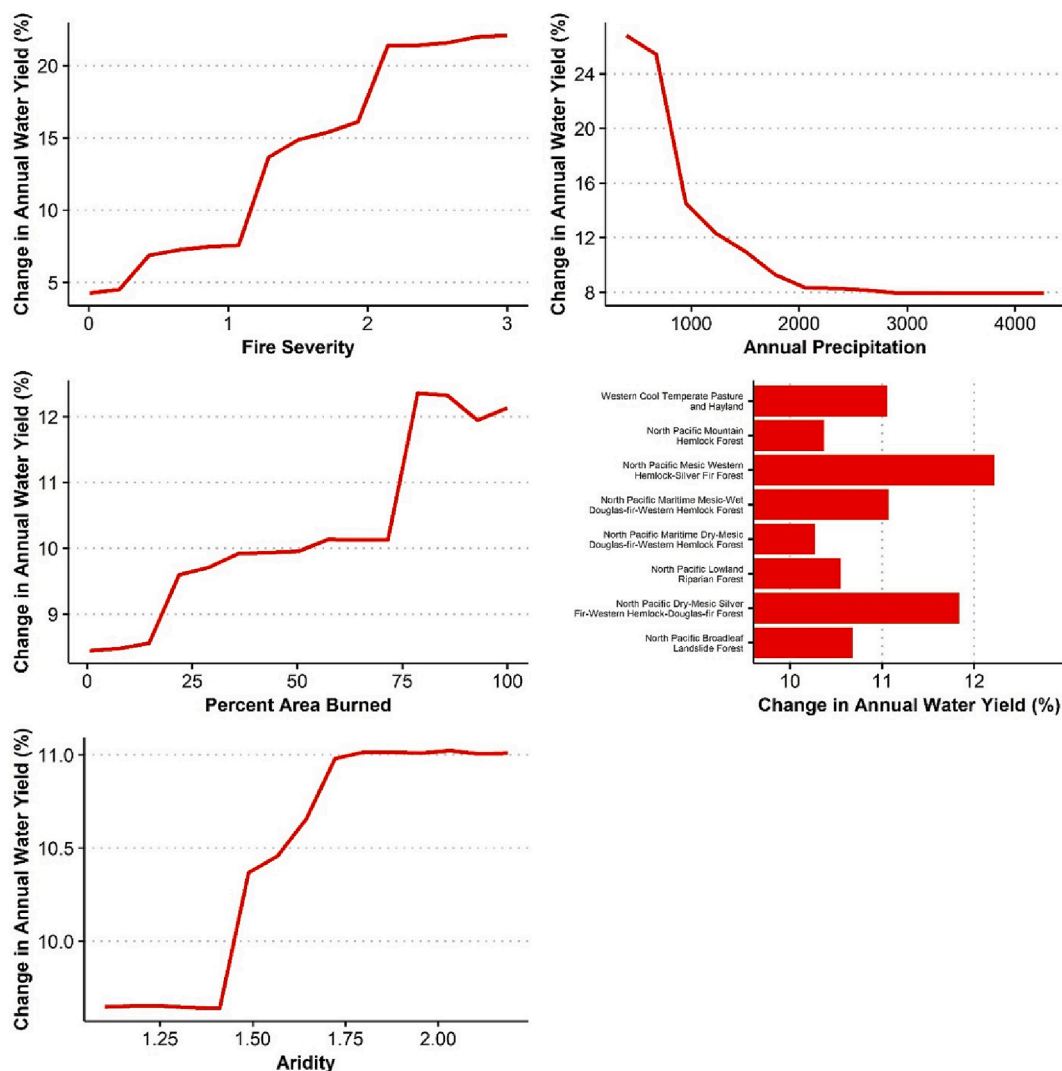 Change in Annual Water Yield (%)
20
15
10
5
0
1
2
3
Fire Severity
Change in Annual Water Yield (%)
24
20
16
12
8
1000
2000
3000
4000
Annual Precipitation
Change in Annual Water Yield (%)
12
11
10
9
0
25
50
75
100
Percent Area Burned
Western Cool Temperate Pasture
and Hayland
North Pacific Mountain
Hemlock Forest
North Pacific Mesic Western
Hemlock-Silver Fir Forest
North Pacific Maritime Mesic-Wet
Douglas-fir-Western Hemlock Forest
North Pacific Maritime Dry-Mesic
Douglas-fir-Western Hemlock Forest
North Pacific Lowland
Riparian Forest
North Pacific Dry-Mesic Silver
Fir-Western Hemlock-Douglas-fir Forest
North Pacific Broadleaf
Landslide Forest
10
11
12
Change in Annual Water Yield (%)
Change in Annual Water Yield (%)
11.0
10.5
10.0
1.25
1.50
1.75
2.00
Aridity